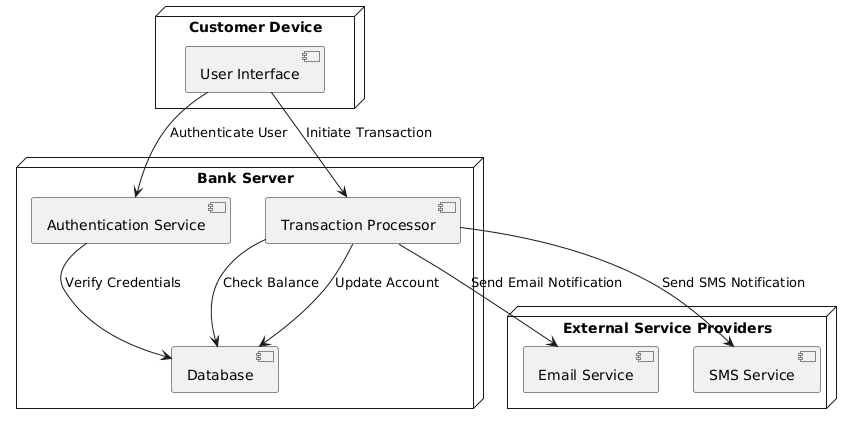 Customer Device
User Interface
Authenticate User
Initiate Transaction
Bank Server
Authentication Service
Transaction Processor
Verify Credentials
Check Balance
Update Account
Send Email Notification
Send SMS Notification
External Service Providers
Database
Email Service
SMS Service